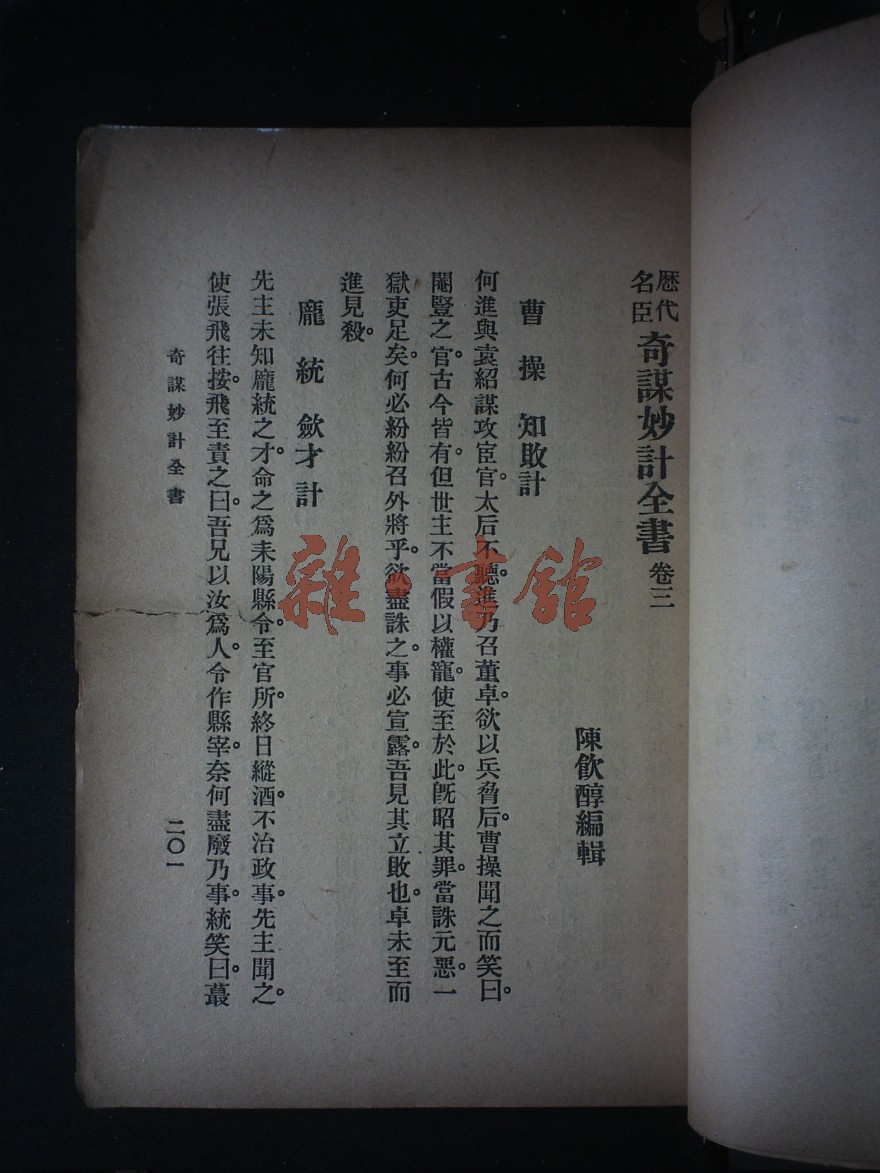 歷代名臣奇謀妙計全書 卷三
陳飲醇編輯
曹操知敗計
何進與袁紹謀攻宦官。太后不聽。進乃召董卓。欲以兵脅后。曹操聞之而笑曰。
閹豎之官。古今皆有。但世主不當假以權寵。使至於此。旣昭其罪。當誅元惡。一
獄吏足矣。何必紛紛召外將乎。欲盡誅之。事必宣露。吾見其立敗也。卓未至而
進見殺。
龐統斂才計
先主未知龐統之才。命之爲耒陽縣令。至官所。終日縱酒。不治政事。先主聞之。
使張飛往按。飛至責之曰。吾兄以汝爲人。令作縣宰。奈何盡廢乃事。統笑曰。蕞
奇謀妙計全書
二〇一
雜·書館